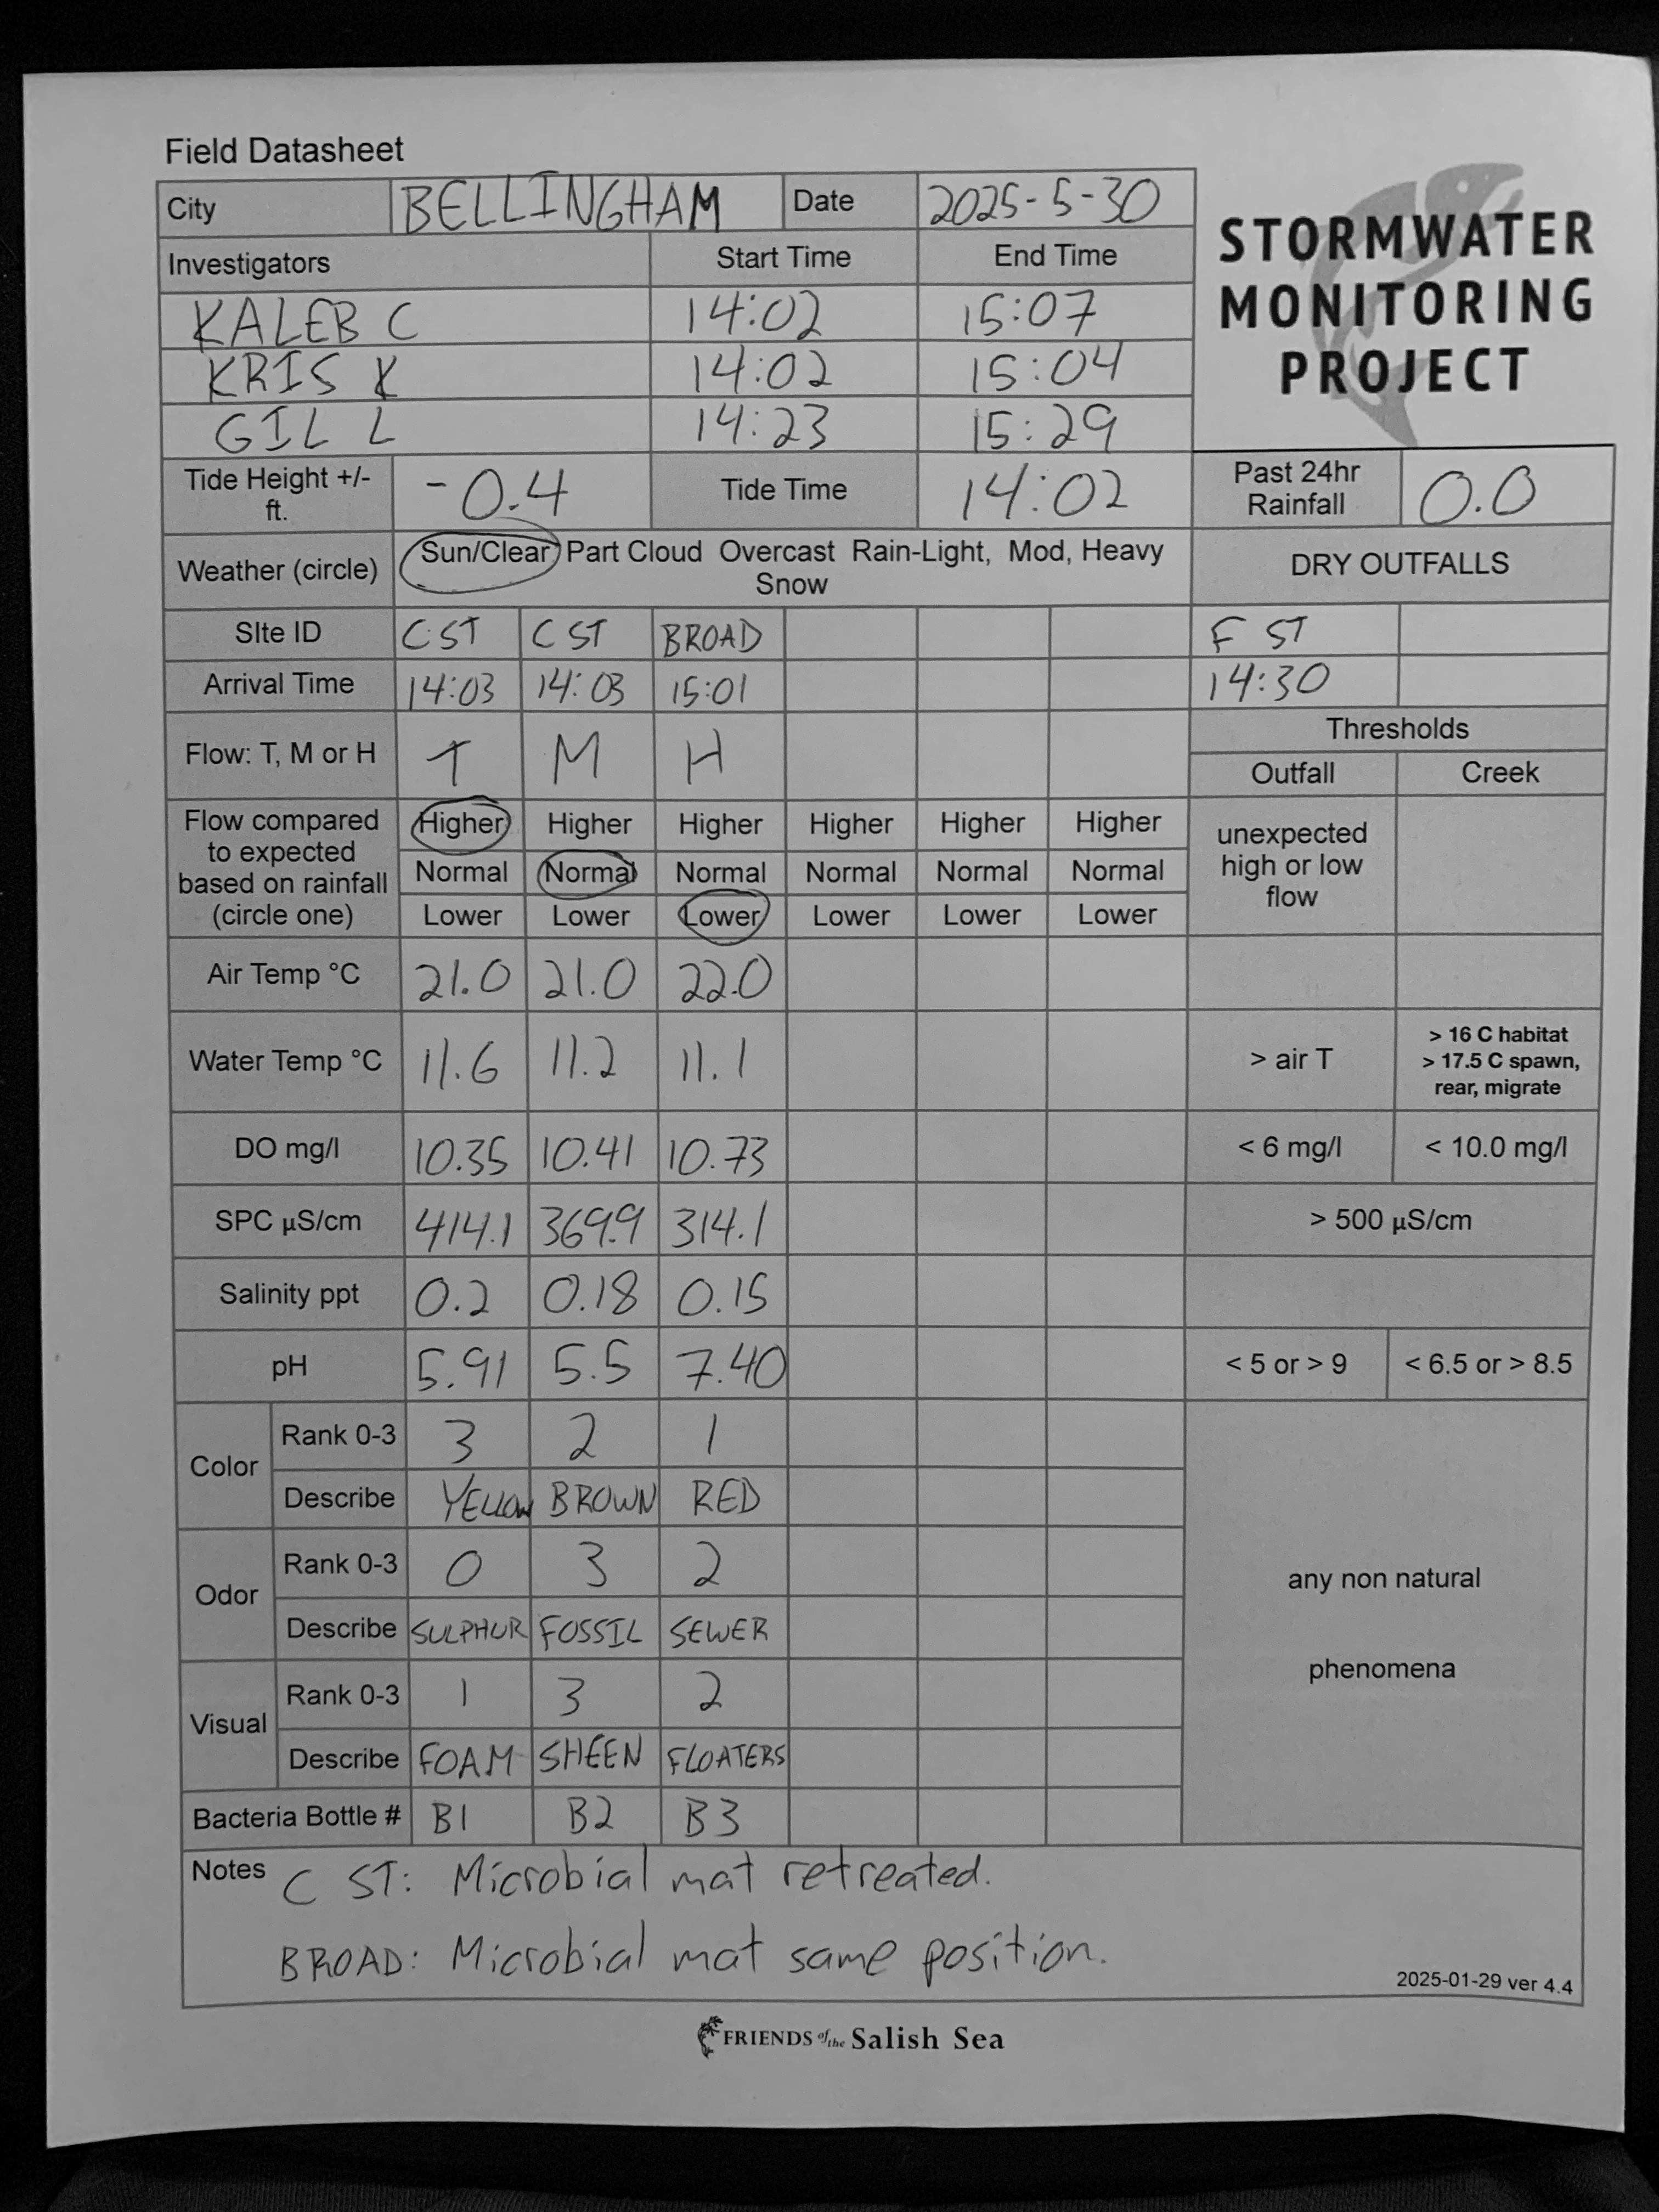 Field Datasheet
City BELLINGHAM Date 2025-5-30
STORMWATER
MONITORING
PROJECT
Investigators Start Time End Time
KALEB C 14:02 15:07
KRIS K 14:02 15:04
GIL L 14:23 15:29
Tide Height +/- ft. -0.4 Tide Time 14:02 Past 24hr Rainfall 0.0
Weather (circle) Sun/Clear Part Cloud Overcast Rain-Light, Mod, Heavy
Snow
DRY OUTFALLS
SIte ID C ST C ST BROAD F ST
Arrival Time 14:03 14:03 15:01 14:30
Flow: T, M or H T M H
Thresholds
Outfall Creek
Flow compared
to expected
based on rainfall
(circle one)
Higher Higher Higher Higher Higher Higher
Normal Normal Normal Normal Normal Normal
Lower Lower Lower Lower Lower Lower
unexpected
high or low
flow
Air Temp °C 21.0 21.0 22.0
Water Temp °C 11.6 11.2 11.1 > air T
> 16 C habitat
> 17.5 C spawn,
rear, migrate
DO mg/l 10.35 10.41 10.73 < 6 mg/l < 10.0 mg/l
SPC µS/cm 414.1 369.9 314.1 > 500 µS/cm
Salinity ppt 0.2 0.18 0.15
pH 5.91 5.5 7.40 < 5 or > 9 < 6.5 or > 8.5
Color
Rank 0-3 3 2 1
Describe YELLOW BROWN RED
Odor
Rank 0-3 0 3 2
Describe SULPHUR FOSSIL SEWER
Visual
Rank 0-3 1 3 2
Describe FOAM SHEEN FLOATERS
any non natural
phenomena
Bacteria Bottle # B1 B2 B3
Notes C ST: Microbial mat retreated.
BROAD: Microbial mat same position.
2025-01-29 ver 4.4
FRIENDS of the Salish Sea